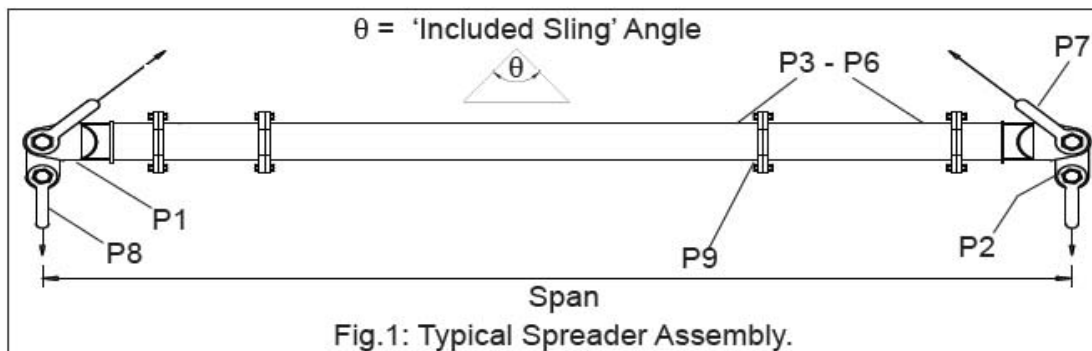 θ = 'Included Sling' Angle
θ
P3 - P6
P7
P1
P8
P9
P2
Span
Fig.1: Typical Spreader Assembly.